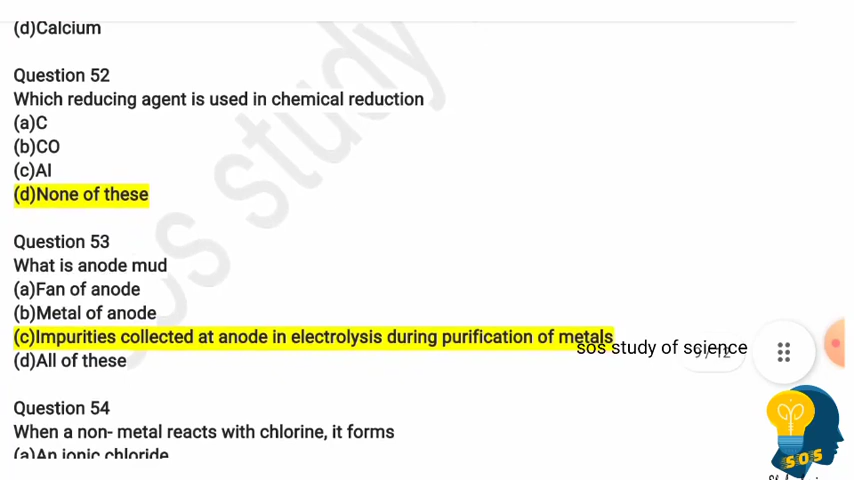 (d)Calcium
Question 52
Which reducing agent is used in chemical reduction
(a)C
(b)CO
(c)AI
(d)None of these
Question 53
What is anode mud
(a)Fan of anode
(b)Metal of anode
(c)Impurities collected at anode in electrolysis during purification of metals
sos study of science
(d)All of these
Question 54
When a non- metal reacts with chlorine, it forms
(a)An ionic chloride
sos study
SOS